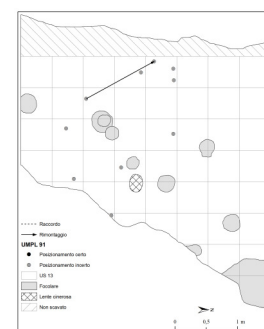 Raccordo
Rimontaggio
UMPL 91
Posizionamento certo
Posizionamento incerto
US 13
Focolare
Lente cinerosa
Non scavato
z
0 0,5 1 m